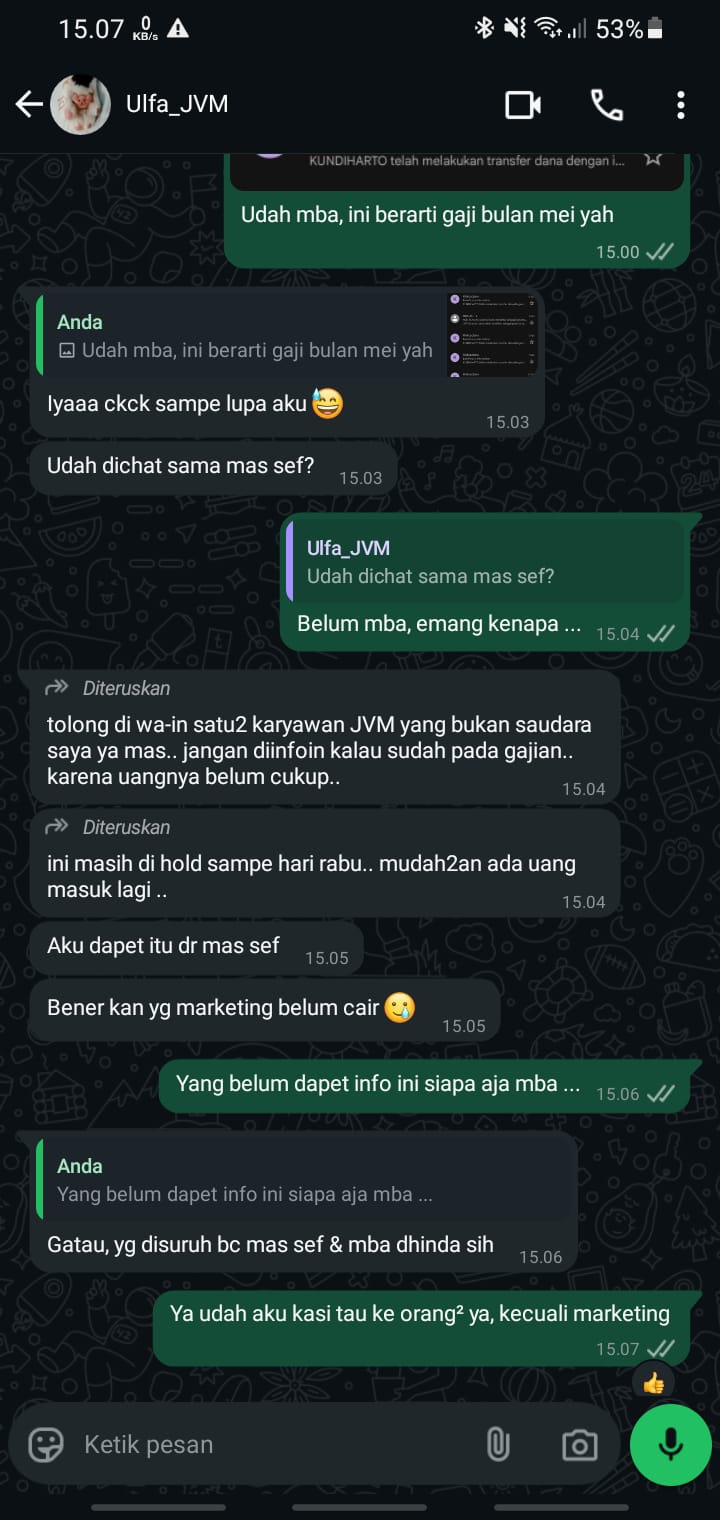 15.07 0 KB/s 53%
Ulfa_JVM
KUNDIHARTO telah melakukan transfer dana dengan i...
Udah mba, ini berarti gaji bulan mei yah
15.00
Anda
Udah mba, ini berarti gaji bulan mei yah
Iyaaa ckck sampe lupa aku 😅
15.03
Udah dichat sama mas sef?
15.03
Ulfa_JVM
Udah dichat sama mas sef?
Belum mba, emang kenapa ...
15.04
Diteruskan
tolong di wa-in satu2 karyawan JVM yang bukan saudara
saya ya mas.. jangan diinfoin kalau sudah pada gajian..
karena uangnya belum cukup..
15.04
Diteruskan
ini masih di hold sampe hari rabu.. mudah2an ada uang
masuk lagi ..
15.04
Aku dapet itu dr mas sef
15.05
Bener kan yg marketing belum cair 🥲
15.05
Yang belum dapet info ini siapa aja mba ...
15.06
Anda
Yang belum dapet info ini siapa aja mba ...
Gatau, yg disuruh bc mas sef & mba dhinda sih
15.06
Ya udah aku kasi tau ke orang² ya, kecuali marketing
15.07
👍
Ketik pesan